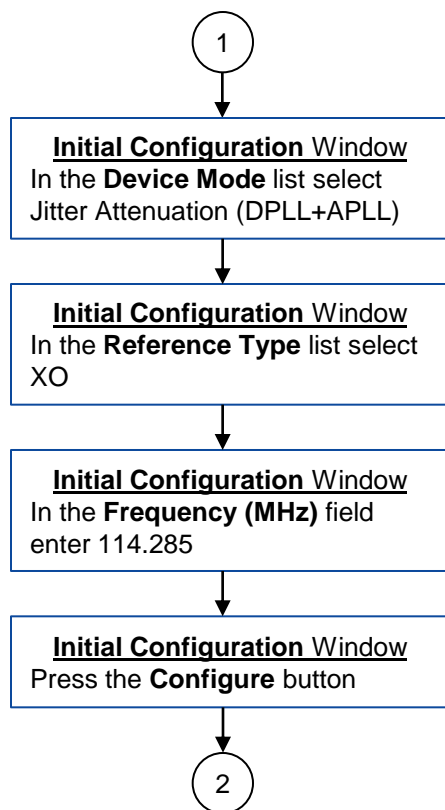 1
Initial Configuration Window
In the Device Mode list select
Jitter Attenuation (DPLL+APLL)
Initial Configuration Window
In the Reference Type list select
XO
Initial Configuration Window
In the Frequency (MHz) field
enter 114.285
Initial Configuration Window
Press the Configure button
2